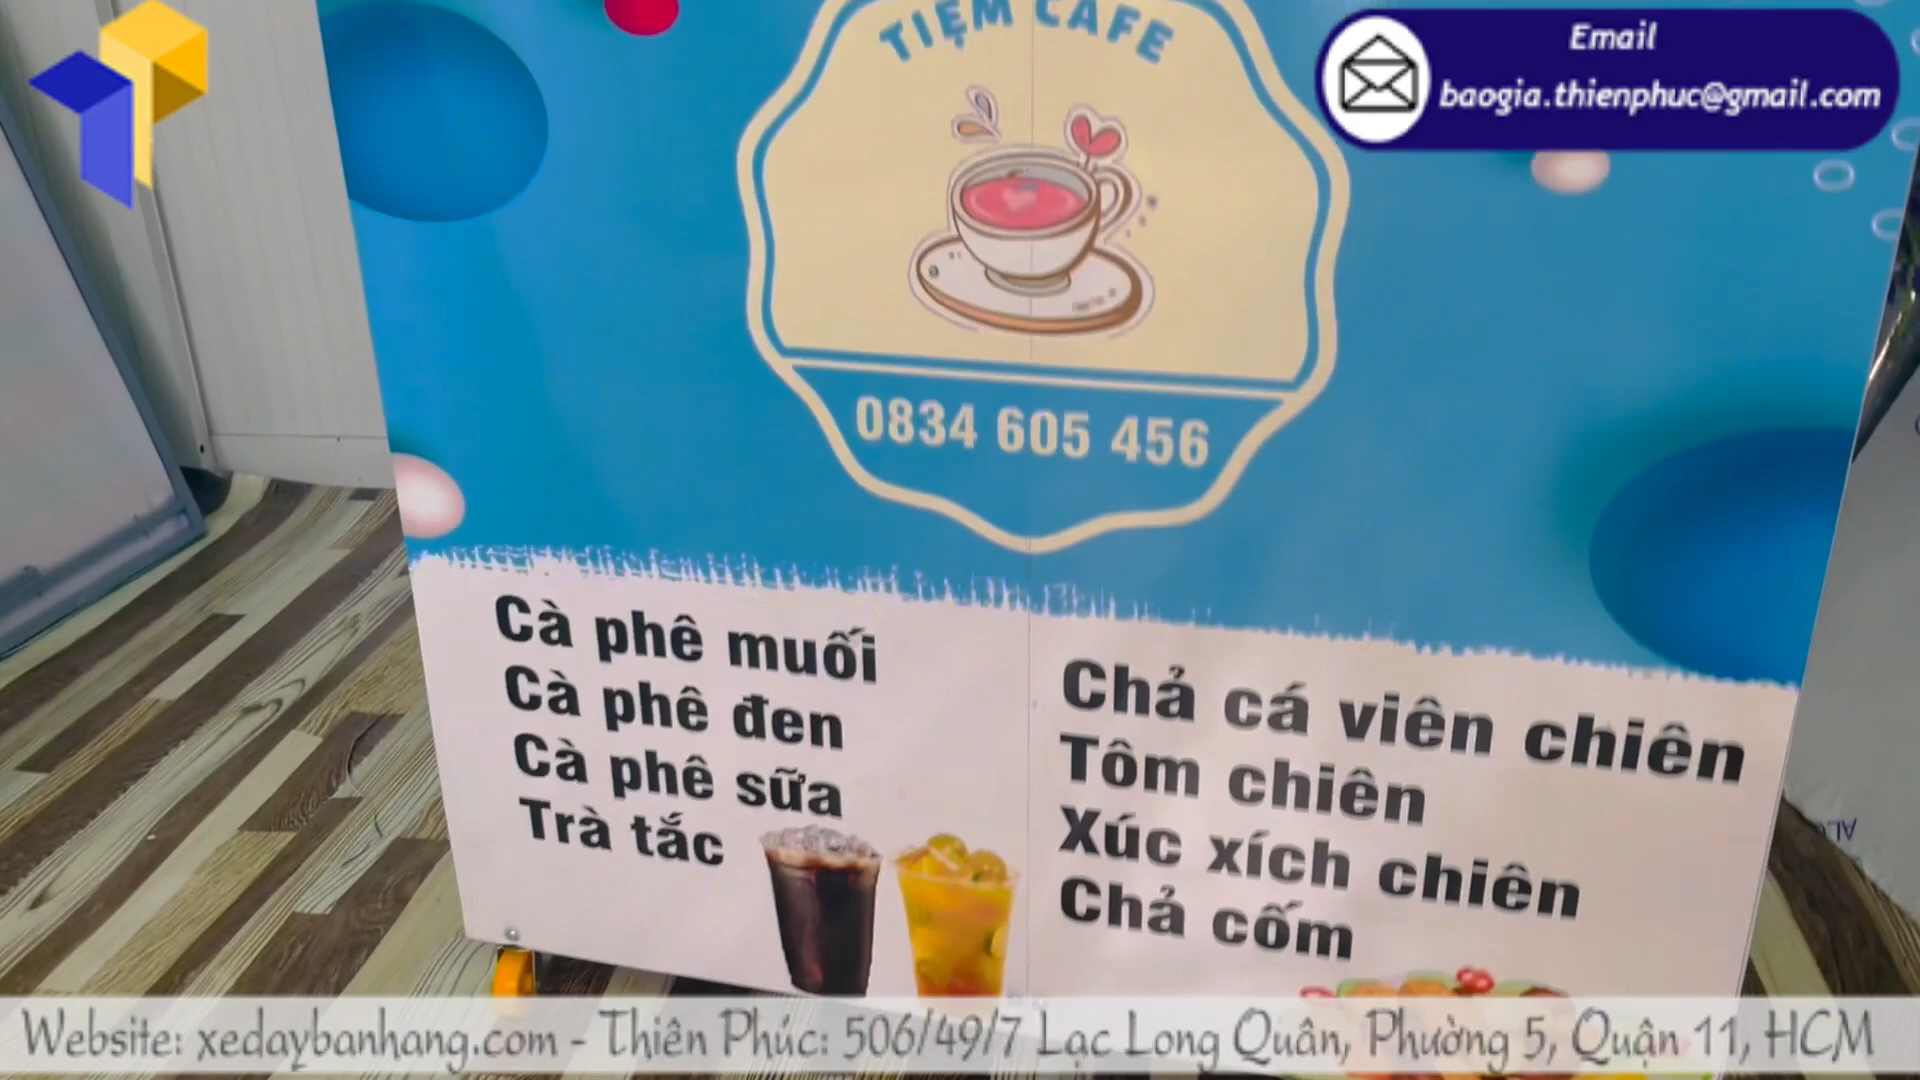 TIỆM CAFE
Email
baogia.thienphuc@gmail.com
0834 605 456
Cà phê muối
Cà phê đen
Cà phê sữa
Trà tắc
Chả cá viên chiên
Tôm chiên
Xúc xích chiên
Chả cốm
Website: xedaybanhang.com - Thiên Phúc: 506/49/7 Lạc Long Quân, Phường 5, Quận 11, HCM